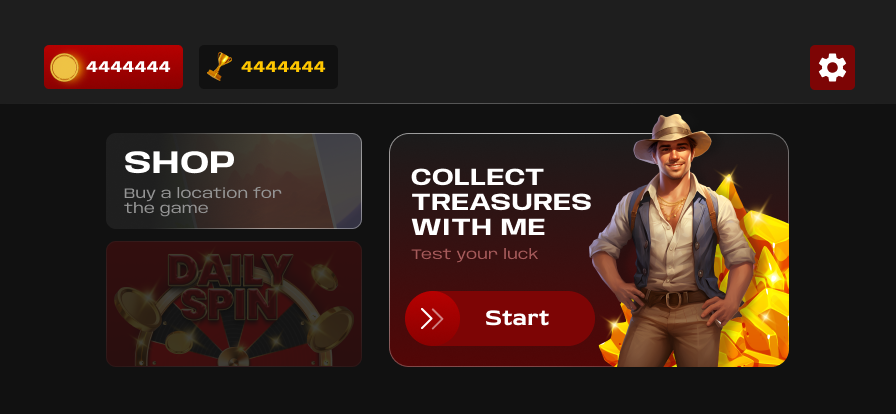 4444444
4444444
SHOP
Buy a location for
the game
DAILY
SPIN
COLLECT
TREASURES
WITH ME
Test your luck
Start